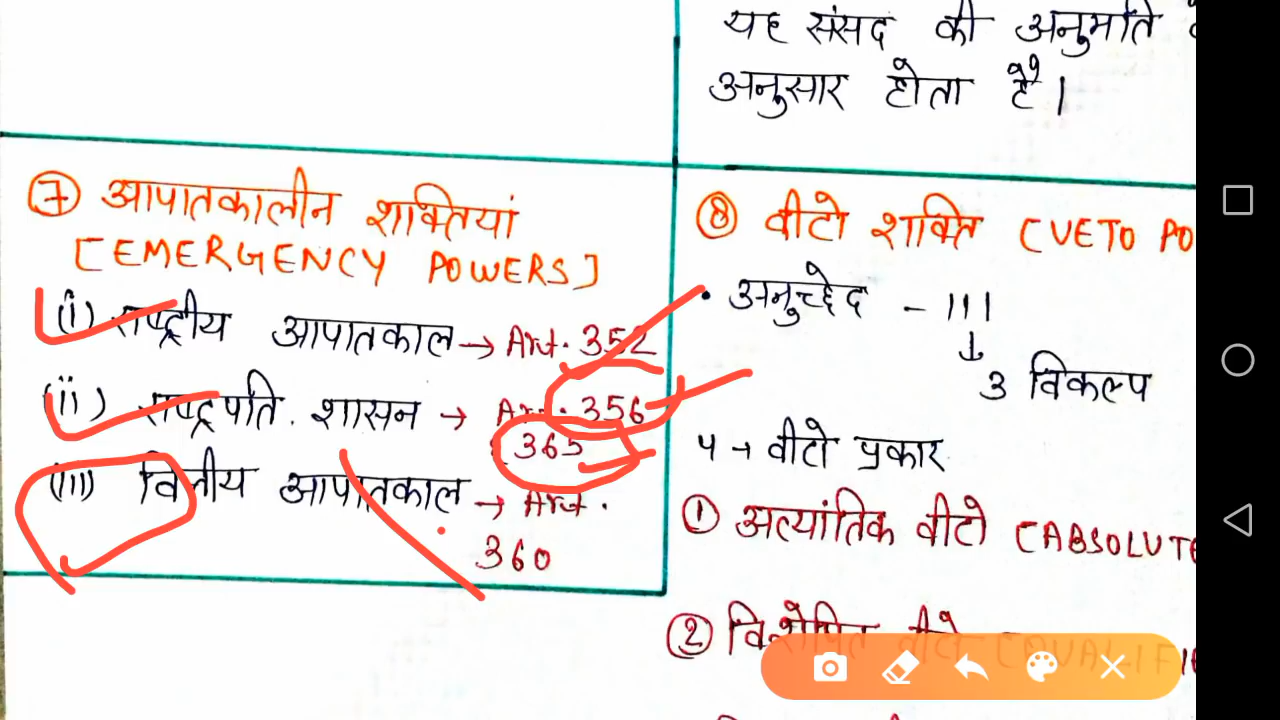 यह संसद की अनुमति
अनुसार होता है।
⑦ आपातकालीन शक्तियां
[EMERGENCY POWERS]
(i) राष्ट्रीय आपातकाल → Art. 352
(ii) राष्ट्रपति शासन → Art. 356
365
(iii) वित्तीय आपातकाल → Art.
360
⑧ वीटो शक्ति (VETO PO
• अनुच्छेद – 111
↓
3 विकल्प
4 → वीटो प्रकार
① अत्यांतिक वीटो (ABSOLUTE
②